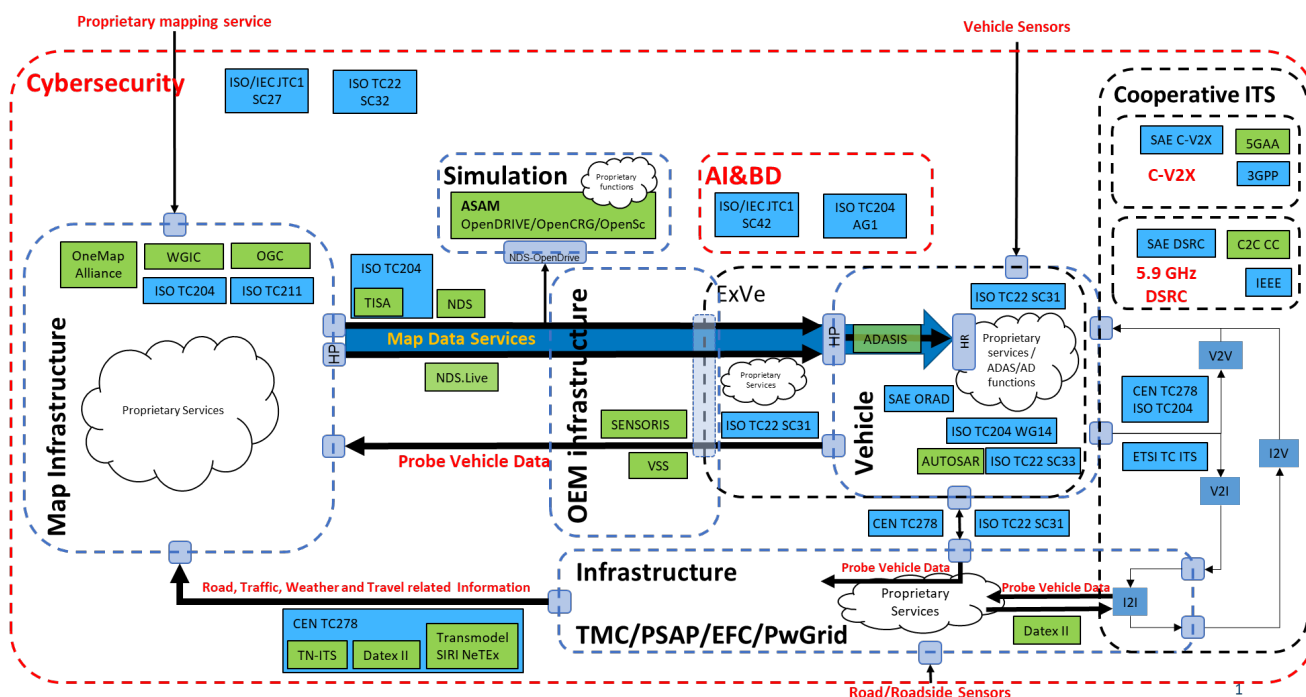 Proprietary mapping service
Vehicle Sensors
Cybersecurity
ISO/IEC JTC1
SC27
ISO TC22
SC32
Cooperative ITS
SAE C-V2X
5GAA
C-V2X
3GPP
SAE DSRC
C2C CC
5.9 GHz
DSRC
IEEE
Simulation
Proprietary
functions
ASAM
OpenDRIVE/OpenCRG/OpenSc
NDS-OpenDrive
AI&BD
ISO/IEC JTC1
SC42
ISO TC204
AG1
OneMap
Alliance
WGIC
OGC
ISO TC204
ISO TC211
Map Infrastructure
Proprietary Services
HP
ISO TC204
TISA
NDS
Map Data Services
NDS.Live
OEM infrastructure
SENSORIS
VSS
Probe Vehicle Data
ExVe
Proprietary
Services
ISO TC22 SC31
HP
ADASIS
HR
I
ISO TC22 SC31
Proprietary
services /
ADAS/AD
functions
SAE ORAD
Vehicle
ISO TC204 WG14
AUTOSAR
ISO TC22 SC33
V2V
CEN TC278
ISO TC204
ETSI TC ITS
I2V
V2I
CEN TC278
ISO TC22 SC31
Infrastructure
Probe Vehicle Data
Probe Vehicle Data
Proprietary
Services
I2I
Datex II
TMC/PSAP/EFC/PwGrid
Road, Traffic, Weather and Travel related Information
CEN TC278
TN-ITS
Datex II
Transmodel
SIRI NeTEx
Road/Roadside Sensors
1